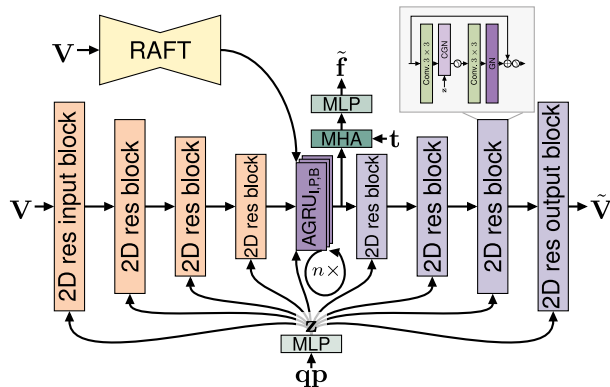 V
RAFT
f̃
MLP
MHA
t
Conv. 3 × 3
CGN
z
Conv. 3 × 3
GN
V
2D res input block
2D res block
2D res block
2D res block
AGRU I,P,B
n×
2D res block
2D res block
2D res block
2D res output block
Ṽ
z
MLP
qp